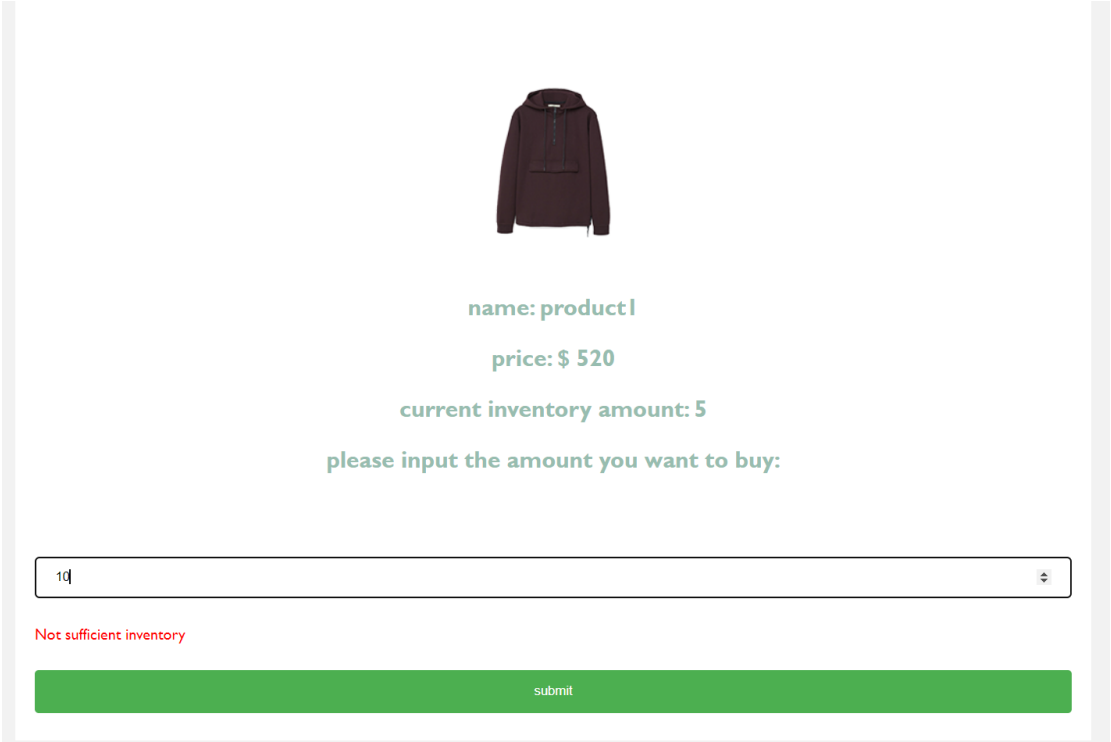 name: product1
price: $ 520
current inventory amount: 5
please input the amount you want to buy:
10
Not sufficient inventory
submit